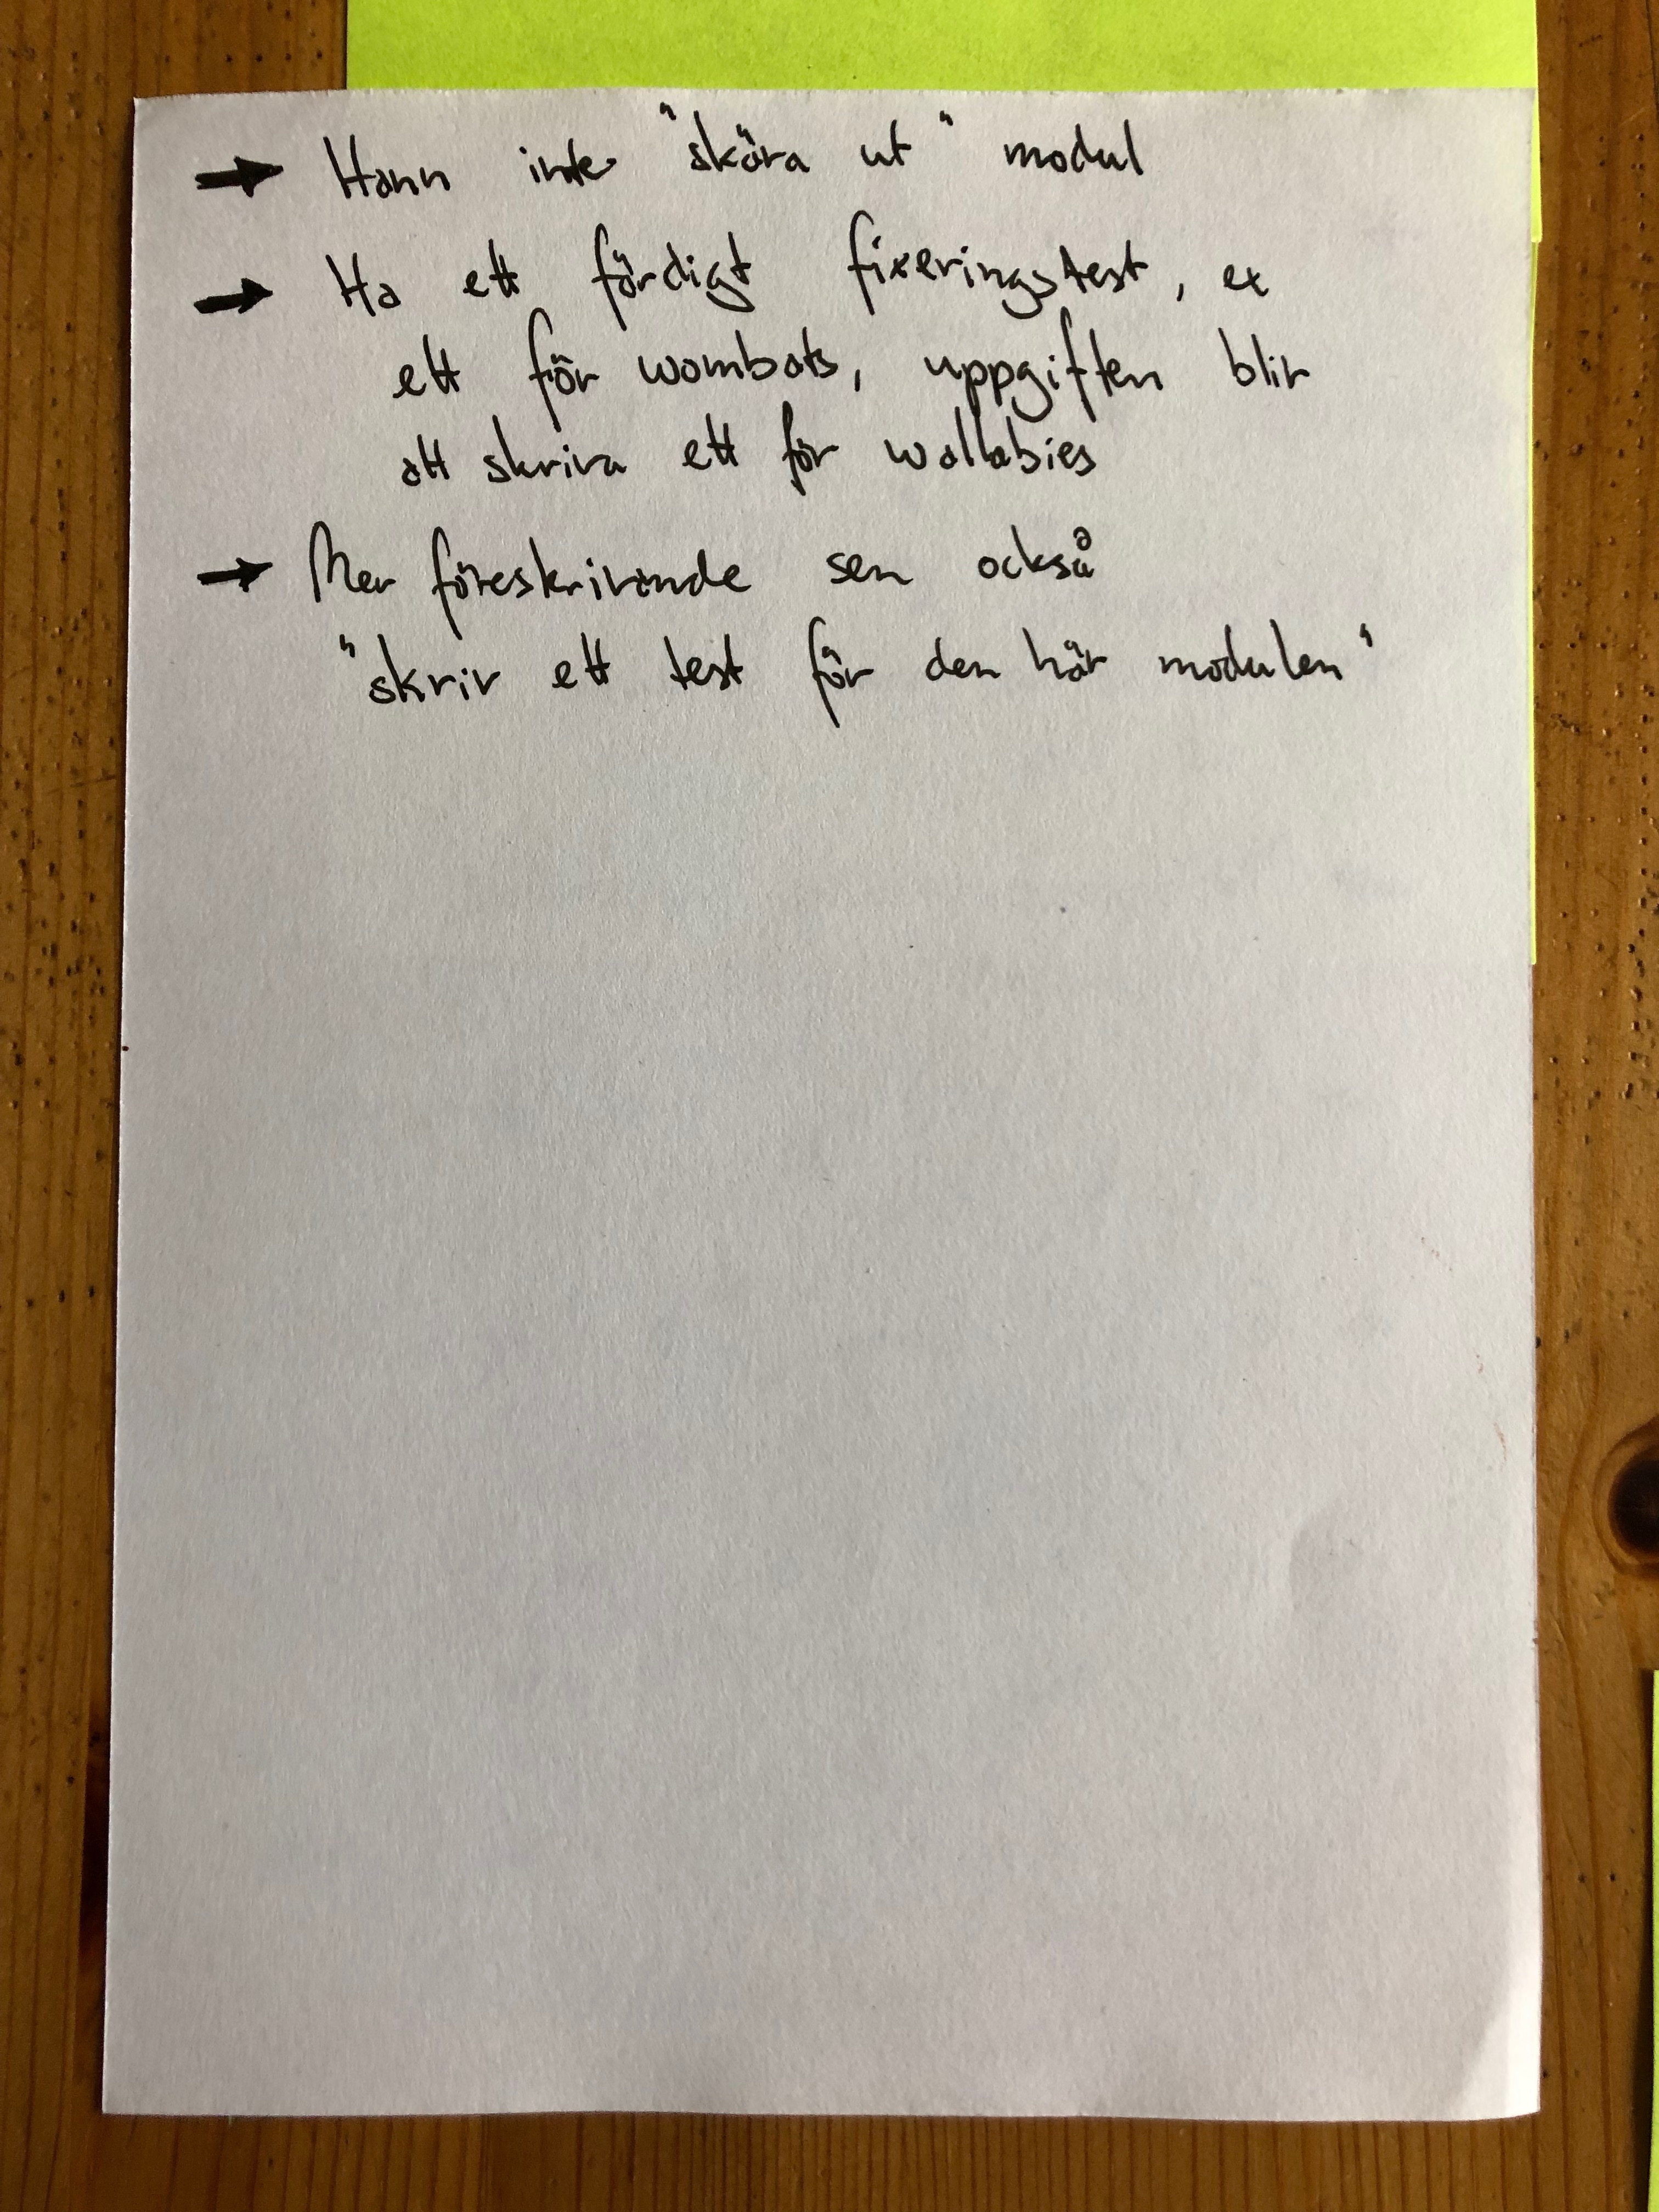 → Hann inte "skära ut" modul
→ Ha ett färdigt fixeringstest, ex
ett för wombats, uppgiften blir
att skriva ett för wallabies
→ Mer föreskrivande sen också
"skriv ett test för den här modulen"